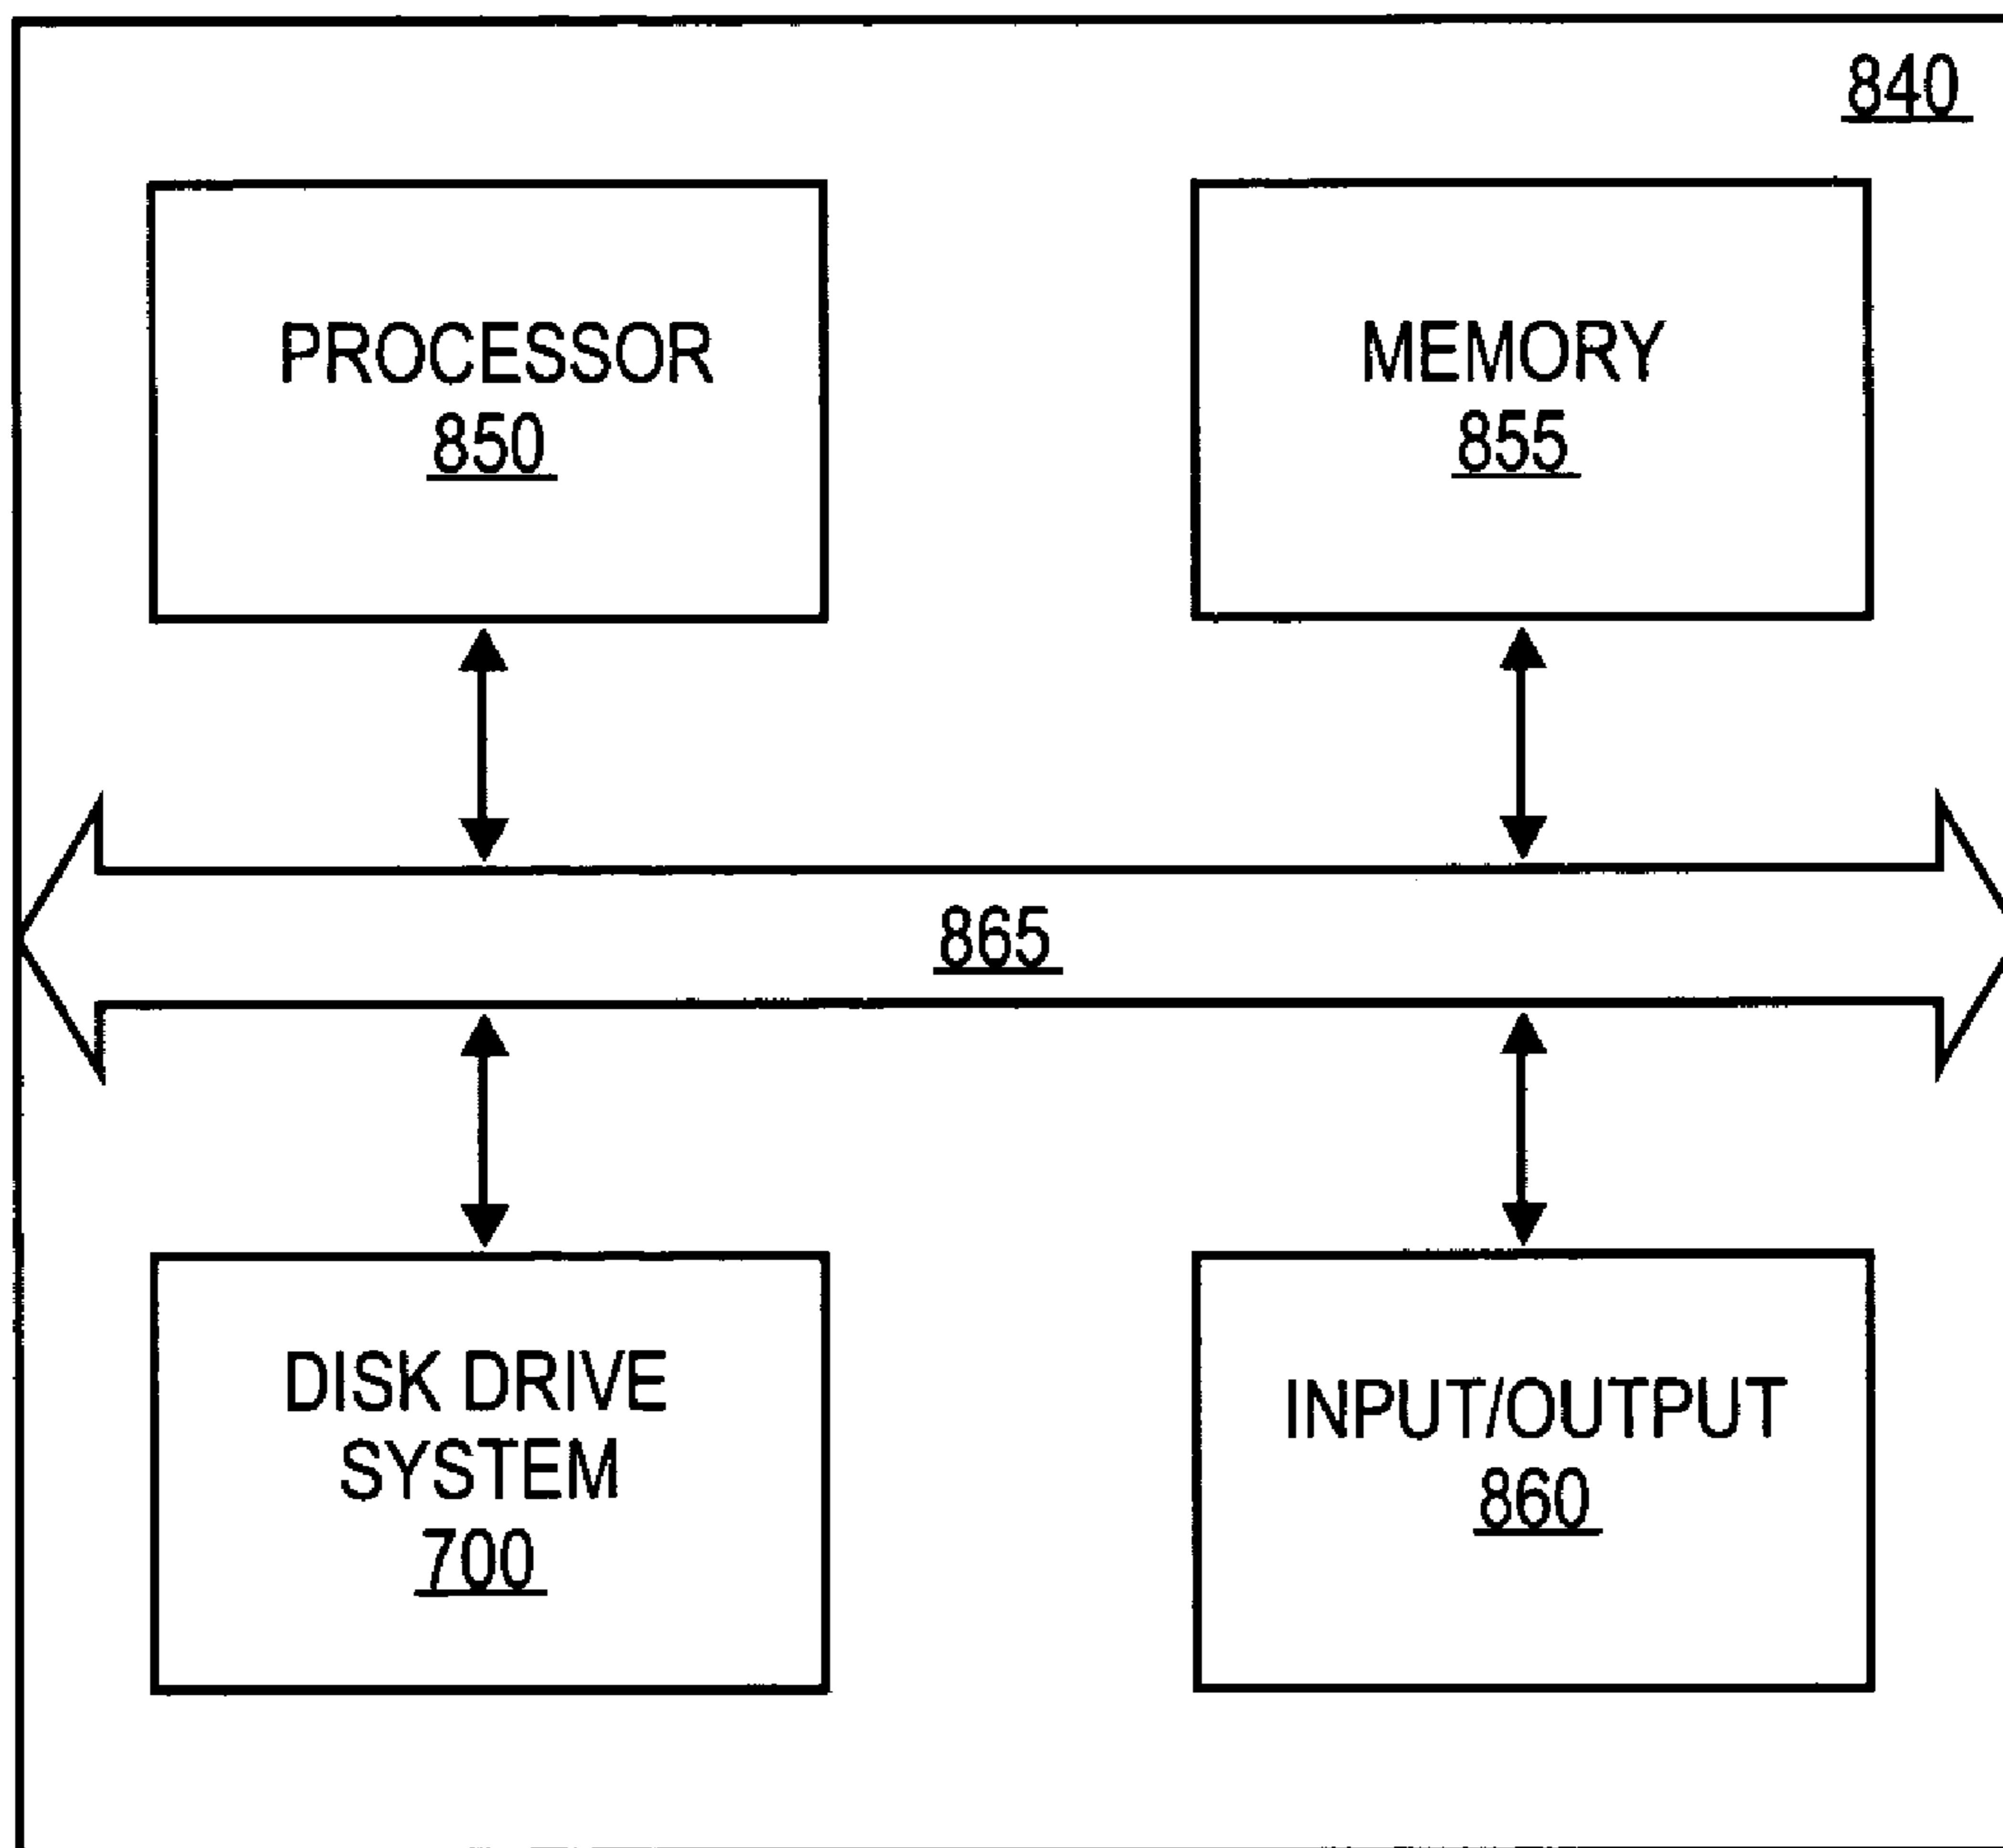 840
PROCESSOR
850
MEMORY
855
865
DISK DRIVE
SYSTEM
700
INPUT/OUTPUT
860